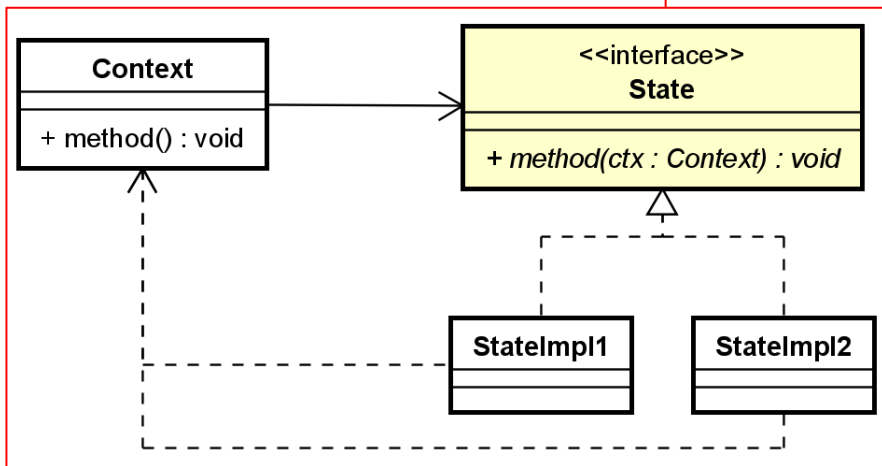 Context
+ method() : void
<<interface>>
State
+ method(ctx : Context) : void
StateImpl1
StateImpl2